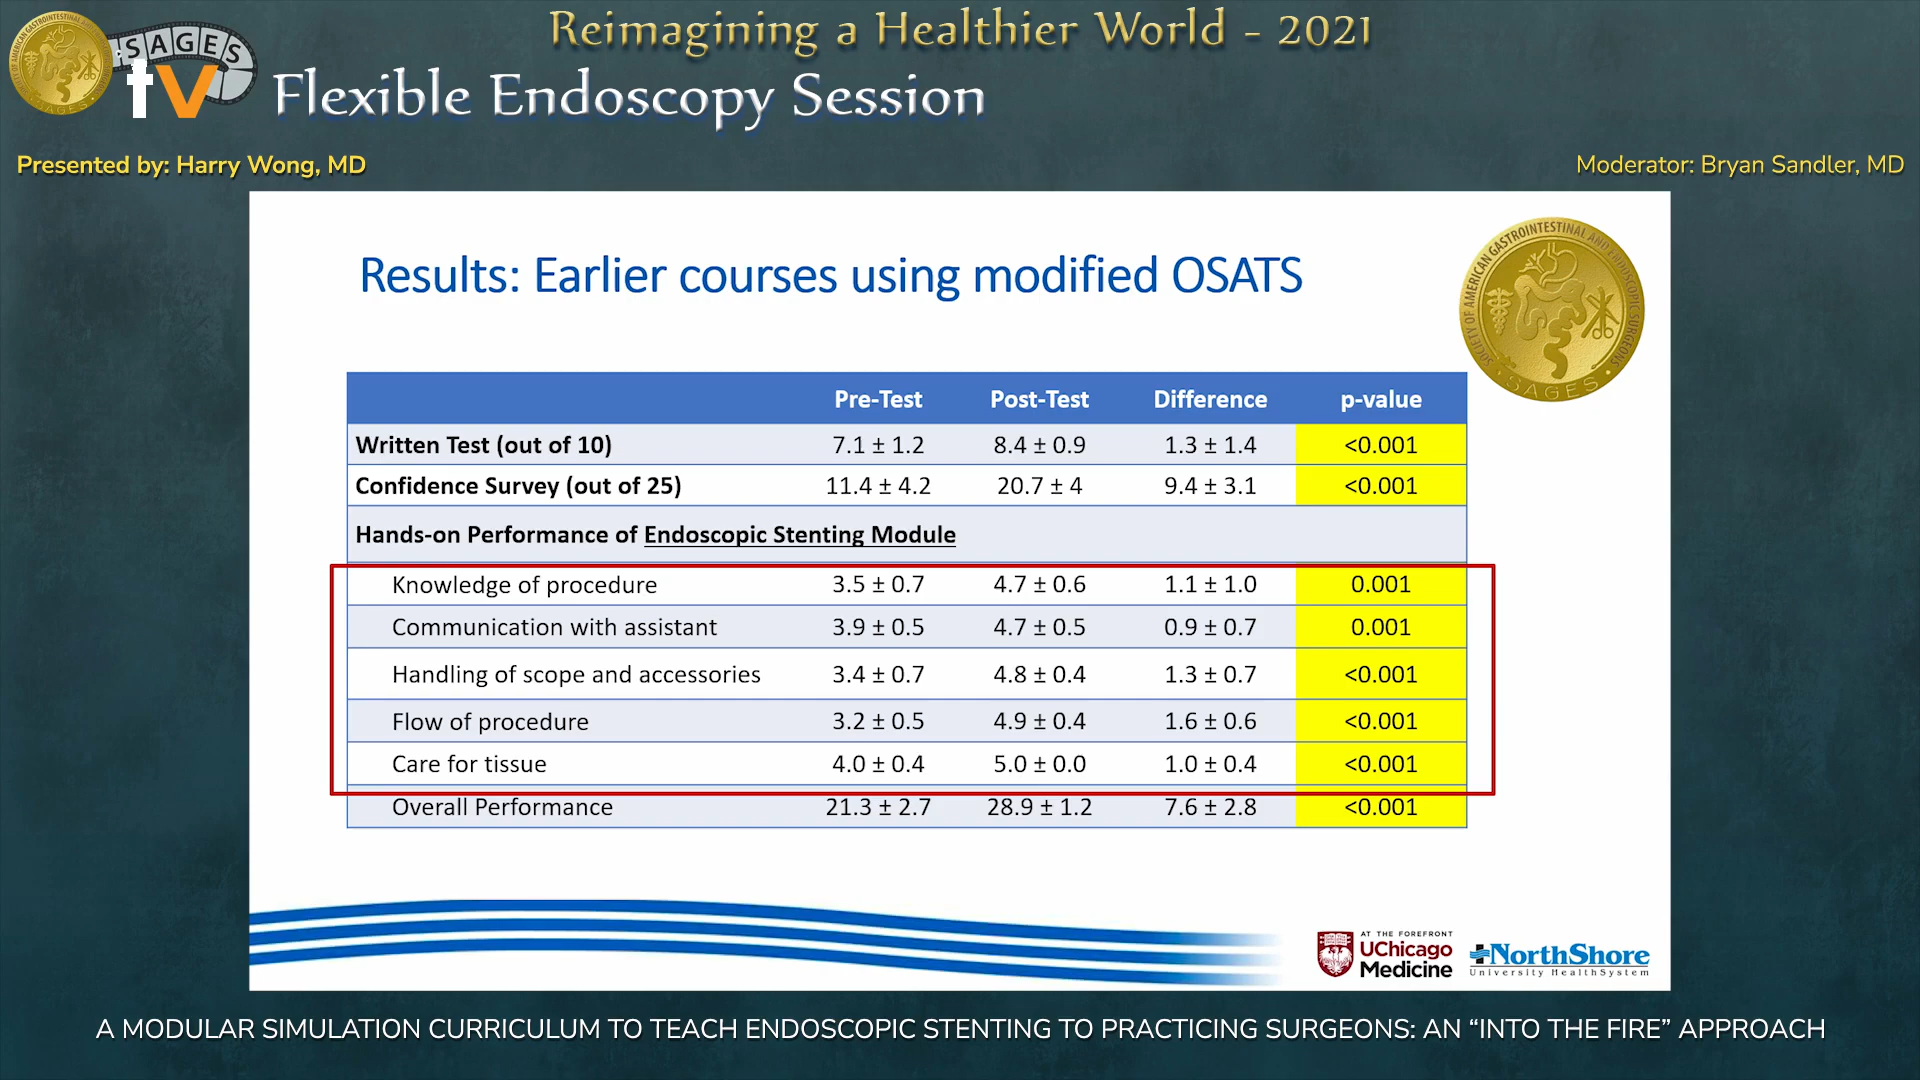 Reimagining a Healthier World - 2021
SAGES
tv
Flexible Endoscopy Session
Presented by: Harry Wong, MD
Moderator: Bryan Sandler, MD
Results: Earlier courses using modified OSATS
SOCIETY OF AMERICAN GASTROINTESTINAL AND ENDOSCOPIC SURGEONS
SAGES
Pre-Test Post-Test Difference p-value
Written Test (out of 10) 7.1 ± 1.2 8.4 ± 0.9 1.3 ± 1.4 <0.001
Confidence Survey (out of 25) 11.4 ± 4.2 20.7 ± 4 9.4 ± 3.1 <0.001
Hands-on Performance of Endoscopic Stenting Module
Knowledge of procedure 3.5 ± 0.7 4.7 ± 0.6 1.1 ± 1.0 0.001
Communication with assistant 3.9 ± 0.5 4.7 ± 0.5 0.9 ± 0.7 0.001
Handling of scope and accessories 3.4 ± 0.7 4.8 ± 0.4 1.3 ± 0.7 <0.001
Flow of procedure 3.2 ± 0.5 4.9 ± 0.4 1.6 ± 0.6 <0.001
Care for tissue 4.0 ± 0.4 5.0 ± 0.0 1.0 ± 0.4 <0.001
Overall Performance 21.3 ± 2.7 28.9 ± 1.2 7.6 ± 2.8 <0.001
AT THE FOREFRONT
UChicago
Medicine
NorthShore
University HealthSystem
A MODULAR SIMULATION CURRICULUM TO TEACH ENDOSCOPIC STENTING TO PRACTICING SURGEONS: AN “INTO THE FIRE” APPROACH